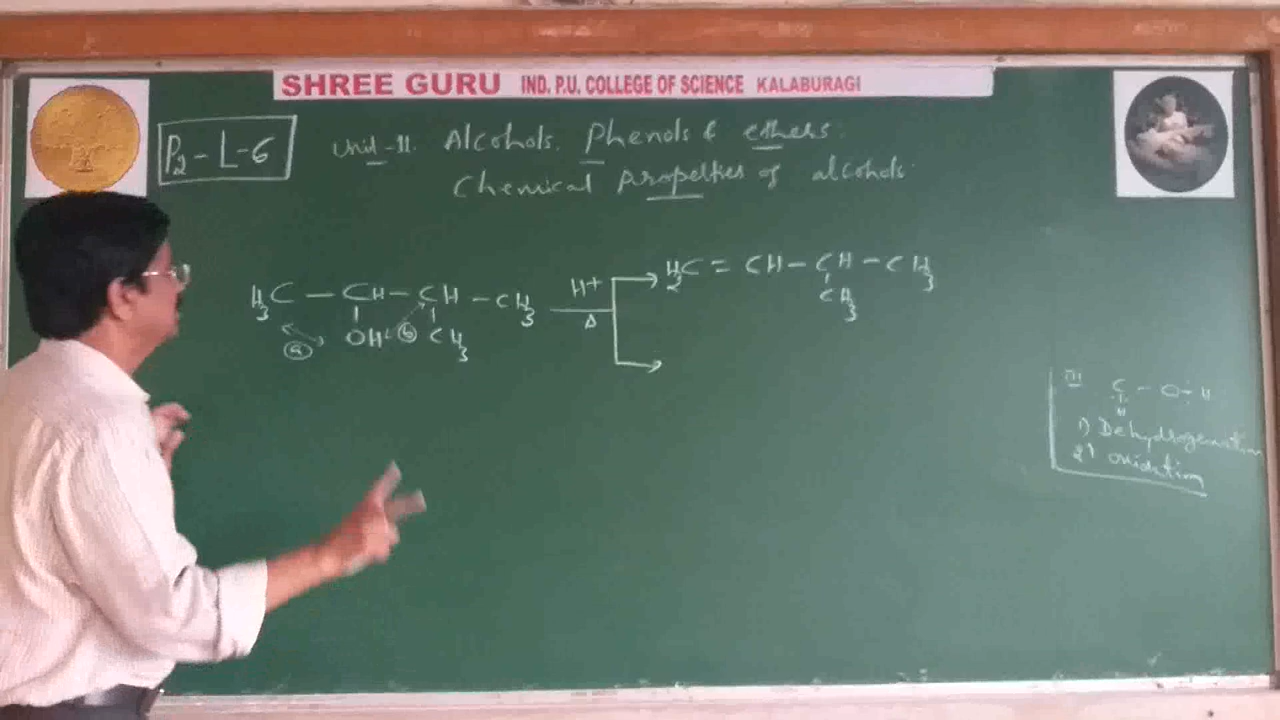 SHREE GURU IND. P.U. COLLEGE OF SCIENCE KALABURAGI
P₂ - L - 6
Unit - 11. Alcohols. Phenols & ethers.
Chemical Properties of alcohols.
H₃C — CH — CH — CH₃
OH CH₃
(a) (b)
H+
Δ
H₂C = CH — CH — CH₃
CH₃
III C - O - H
H
1) Dehydrogenation
2) oxidation